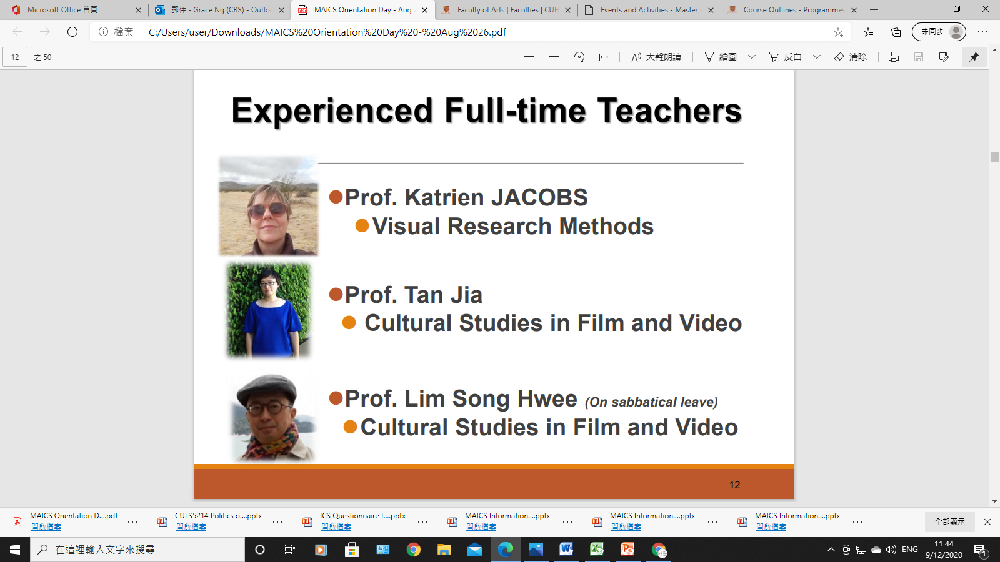 Microsoft Office 首頁
郵件 - Grace Ng (CRS) - Outlo
MAICS Orientation Day - Aug 2
Faculty of Arts | Faculties | CUH
Events and Activities - Master
Course Outlines - Programmes
檔案
C:/Users/user/Downloads/MAICS%20Orientation%20Day%20-%20Aug%2026.pdf
未同步
12
之 50
大聲朗讀
繪圖
反白
清除
Experienced Full-time Teachers
Prof. Katrien JACOBS
Visual Research Methods
Prof. Tan Jia
Cultural Studies in Film and Video
Prof. Lim Song Hwee (On sabbatical leave)
Cultural Studies in Film and Video
12
MAICS Orientation D....pdf
開啟檔案
CULS5214 Politics o....pptx
開啟檔案
ICS Questionnaire f....pptx
開啟檔案
MAICS Information....pptx
開啟檔案
MAICS Information....pptx
開啟檔案
MAICS Information....pptx
開啟檔案
全部顯示
在這裡輸入文字來搜尋
ENG
11:44
9/12/2020
1